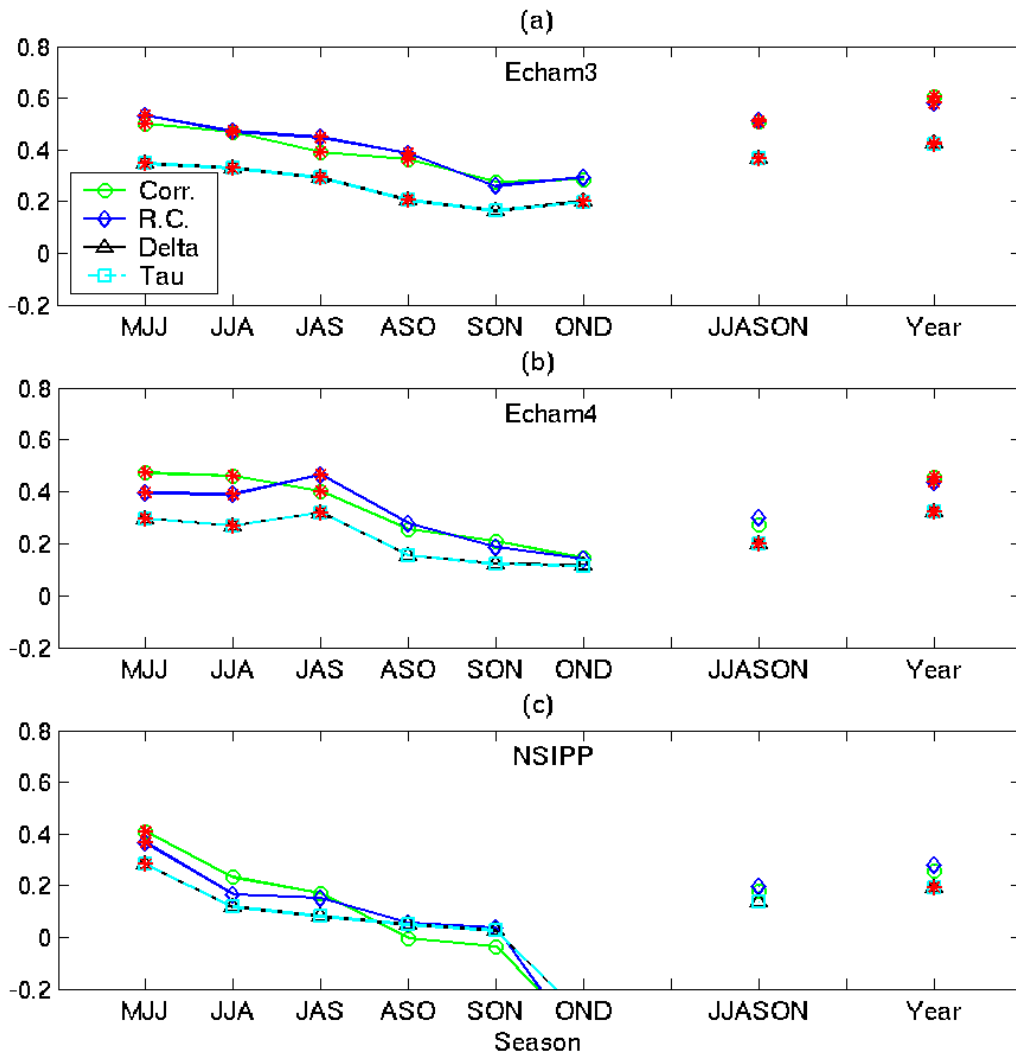 (a)
Echam3
0.8
0.6
0.4
0.2
0
-0.2
Corr.
R.C.
Delta
Tau
MJJ JJA JAS ASO SON OND JJASON Year
(b)
Echam4
0.8
0.6
0.4
0.2
0
-0.2
MJJ JJA JAS ASO SON OND JJASON Year
(c)
NSIPP
0.8
0.6
0.4
0.2
0
-0.2
MJJ JJA JAS ASO SON OND JJASON Year
Season